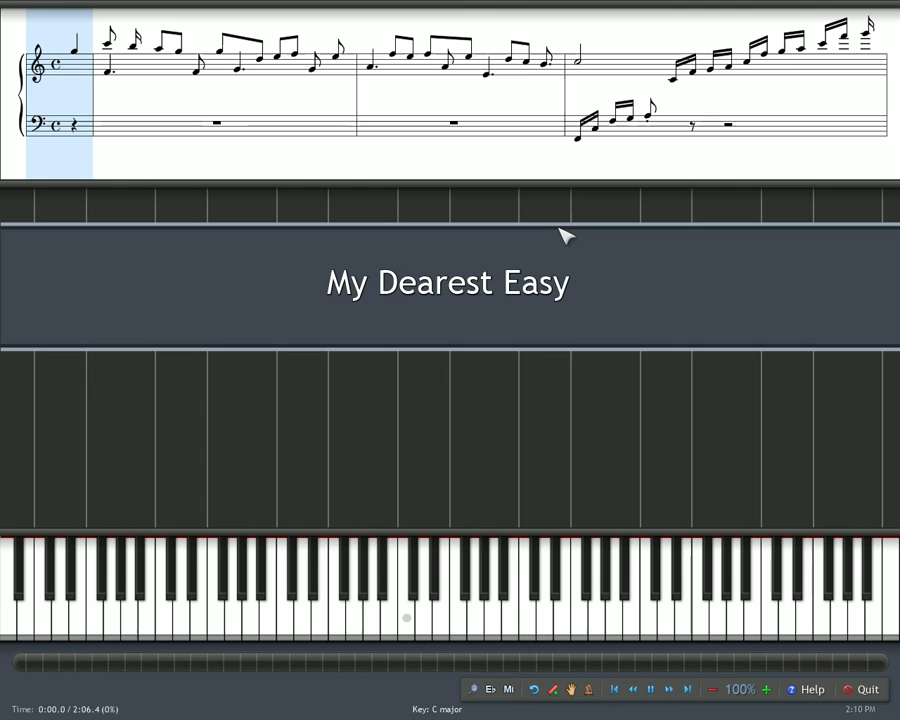 My Dearest Easy
E♭ Mi 100% Help Quit
Time: 0:00.0 / 2:06.4 (0%) Key: C major 2:10 PM